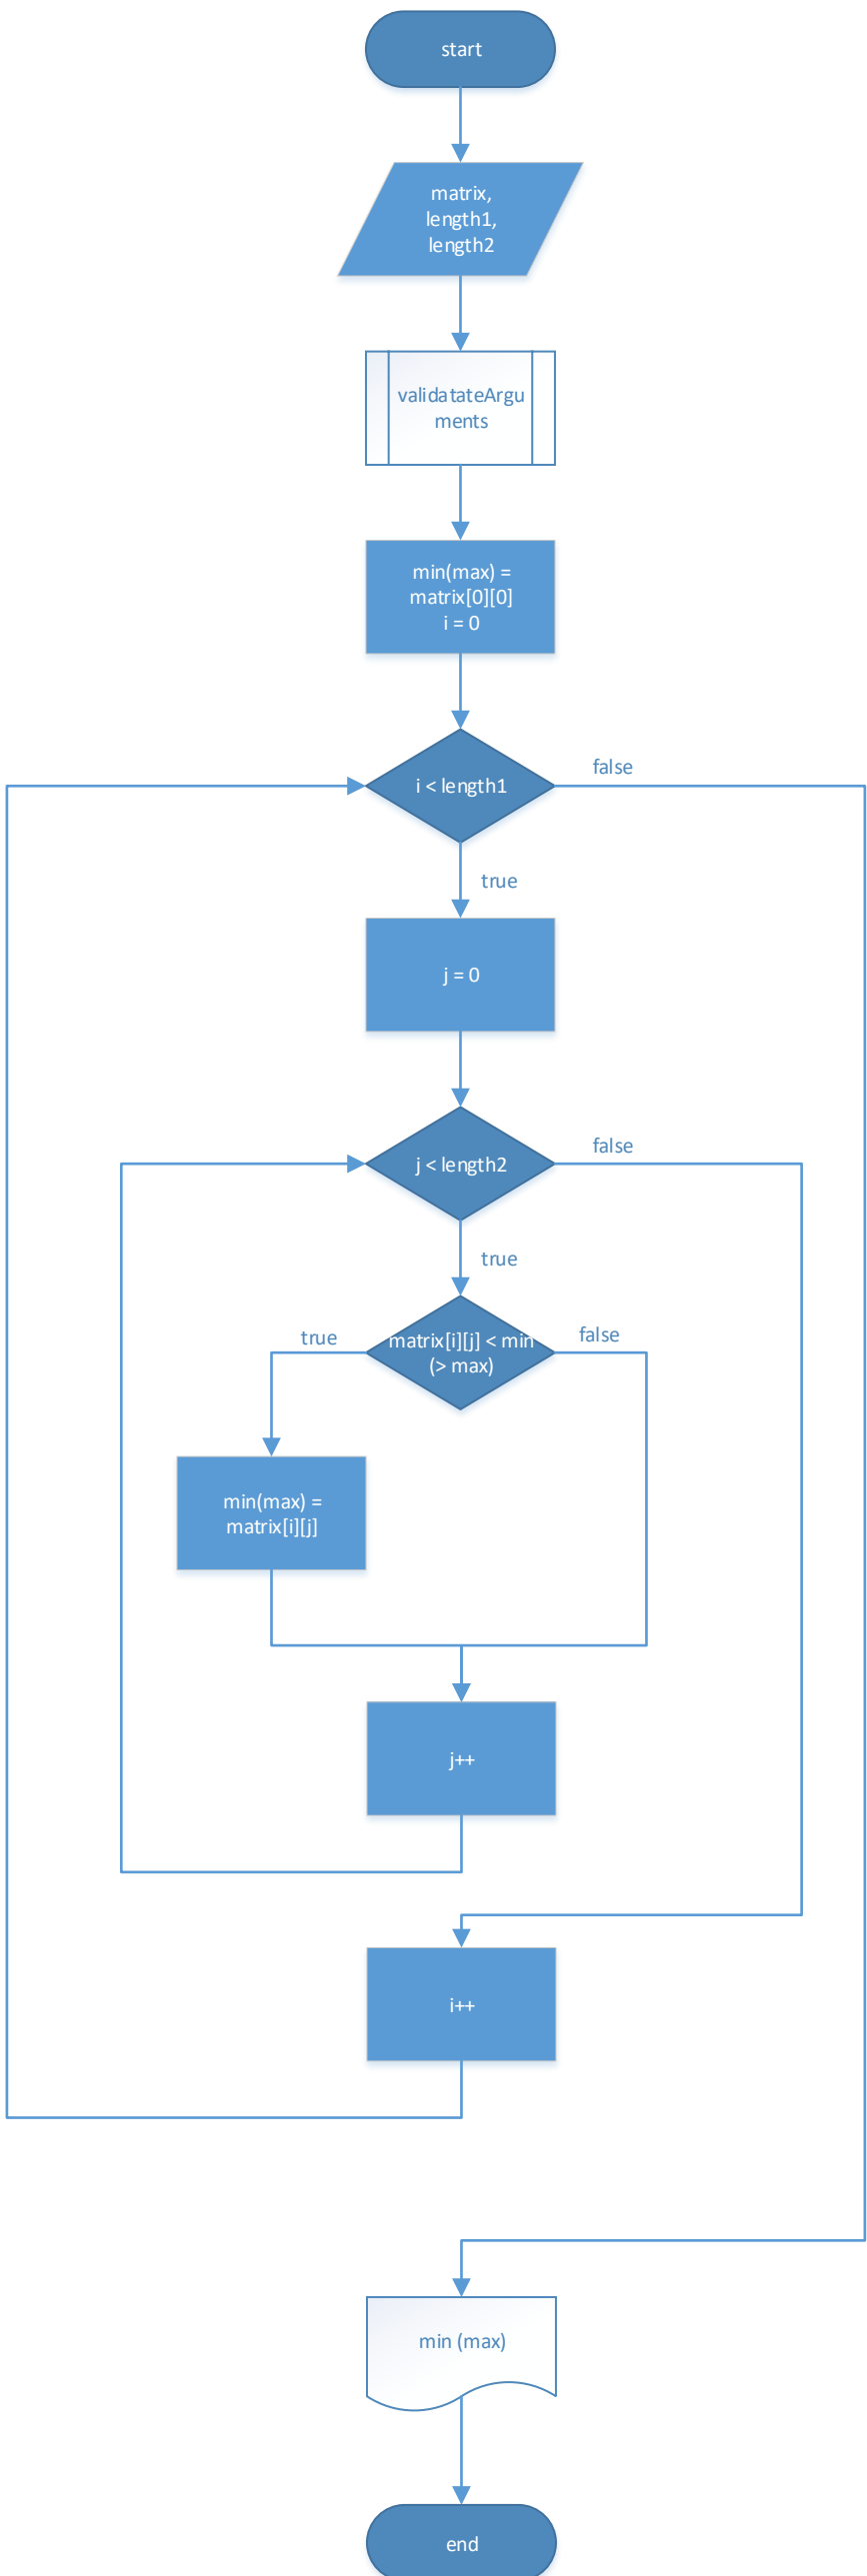 start
matrix,
length1,
length2
validatateArgu
ments
min(max) =
matrix[0][0]
i = 0
i < length1
false
true
j = 0
j < length2
false
true
matrix[i][j] < min
(> max)
true
false
min(max) =
matrix[i][j]
j++
i++
min (max)
end